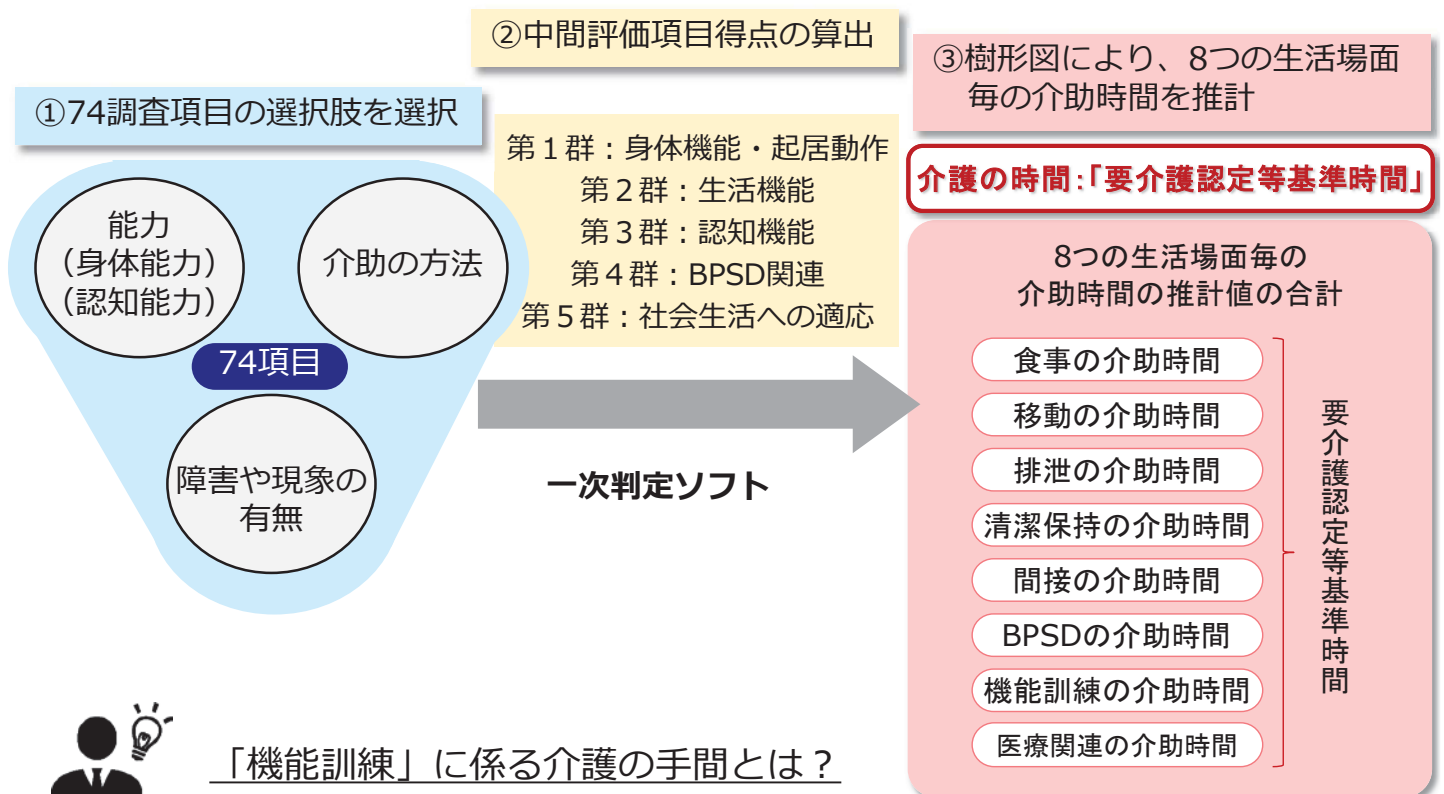 ①74調査項目の選択肢を選択
能力
（身体能力）
（認知能力）
介助の方法
74項目
障害や現象の
有無
②中間評価項目得点の算出
第１群：身体機能・起居動作
第２群：生活機能
第３群：認知機能
第４群：BPSD関連
第５群：社会生活への適応
一次判定ソフト
③樹形図により、8つの生活場面
毎の介助時間を推計
介護の時間：「要介護認定等基準時間」
8つの生活場面毎の
介助時間の推計値の合計
食事の介助時間
移動の介助時間
排泄の介助時間
清潔保持の介助時間
間接の介助時間
BPSDの介助時間
機能訓練の介助時間
医療関連の介助時間
要介護認定等基準時間
「機能訓練」に係る介護の手間とは？